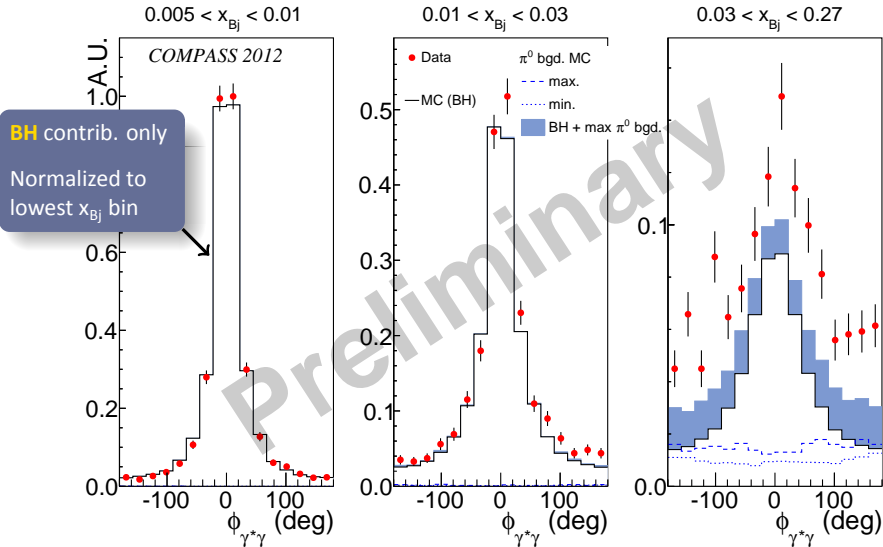 0.005 < x_Bj < 0.01
0.01 < x_Bj < 0.03
0.03 < x_Bj < 0.27
A.U.
COMPASS 2012
1.0
0.6
0.4
0.2
0.0
-100 0 100
ϕ_γ*γ (deg)
BH contrib. only
Normalized to
lowest x_Bj bin
Data
MC (BH)
0.5
0.4
0.3
0.2
0.1
0.0
-100 0 100
ϕ_γ*γ (deg)
π⁰ bgd. MC
max.
min.
BH + max π⁰ bgd.
0.1
0.0
-100 0 100
ϕ_γ*γ (deg)
Preliminary